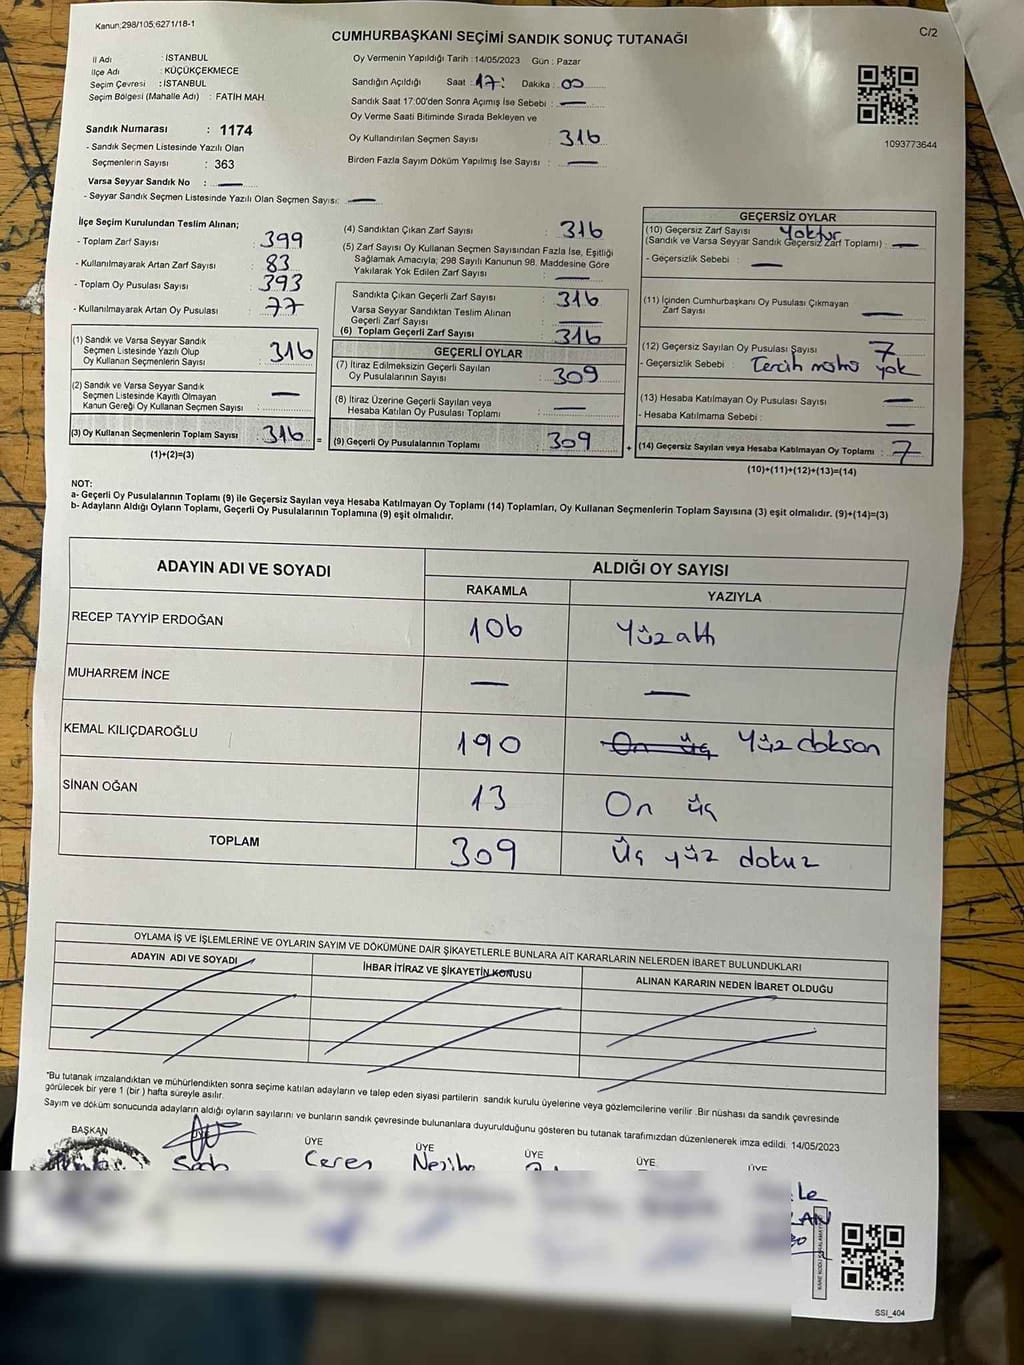 Kanun;298/105;6271/18-1
C/2
CUMHURBAŞKANI SEÇİMİ SANDIK SONUÇ TUTANAĞI
İl Adı : İSTANBUL
İlçe Adı : KÜÇÜKÇEKMECE
Seçim Çevresi : İSTANBUL
Seçim Bölgesi (Mahalle Adı) : FATİH MAH.
Sandık Numarası : 1174
- Sandık Seçmen Listesinde Yazılı Olan
Seçmenlerin Sayısı : 363
Varsa Seyyar Sandık No : —
- Seyyar Sandık Seçmen Listesinde Yazılı Olan Seçmen Sayısı: —
Oy Vermenin Yapıldığı Tarih : 14/05/2023 Gün : Pazar
Sandığın Açıldığı Saat : 17: Dakika : 00
Sandık Saat 17:00'den Sonra Açımış İse Sebebi : —
Oy Verme Saati Bitiminde Sırada Bekleyen ve
Oy Kullandırılan Seçmen Sayısı : 316
Birden Fazla Sayım Döküm Yapılmış İse Sayısı : —
1093773644
İlçe Seçim Kurulundan Teslim Alınan;
- Toplam Zarf Sayısı : 399
- Kullanılmayarak Artan Zarf Sayısı : 83
- Toplam Oy Pusulası Sayısı : 393
- Kullanılmayarak Artan Oy Pusulası : 77
(1) Sandık ve Varsa Seyyar Sandık
Seçmen Listesinde Yazılı Olup
Oy Kullanan Seçmenlerin Sayısı : 316
(2) Sandık ve Varsa Seyyar Sandık
Seçmen Listesinde Kayıtlı Olmayan
Kanun Gereği Oy Kullanan Seçmen Sayısı : —
(3) Oy Kullanan Seçmenlerin Toplam Sayısı : 316 =
(1)+(2)=(3)
(4) Sandıktan Çıkan Zarf Sayısı : 316
(5) Zarf Sayısı Oy Kullanan Seçmen Sayısından Fazla İse, Eşitliği
Sağlamak Amacıyla; 298 Sayılı Kanunun 98. Maddesine Göre
Yakılarak Yok Edilen Zarf Sayısı : —
Sandıkta Çıkan Geçerli Zarf Sayısı : 316
Varsa Seyyar Sandıktan Teslim Alınan
Geçerli Zarf Sayısı : —
(6) Toplam Geçerli Zarf Sayısı : 316
GEÇERLİ OYLAR
(7) İtiraz Edilmeksizin Geçerli Sayılan
Oy Pusulalarının Sayısı : 309
(8) İtiraz Üzerine Geçerli Sayılan veya
Hesaba Katılan Oy Pusulası Toplamı : —
(9) Geçerli Oy Pusulalarının Toplamı : 309 +
GEÇERSİZ OYLAR
(10) Geçersiz Zarf Sayısı yoktur
(Sandık ve Varsa Seyyar Sandık Geçersiz Zarf Toplamı) : —
- Geçersizlik Sebebi : —
(11) İçinden Cumhurbaşkanı Oy Pusulası Çıkmayan
Zarf Sayısı : —
(12) Geçersiz Sayılan Oy Pusulası Sayısı : 7
- Geçersizlik Sebebi : Tercih mührü yok
(13) Hesaba Katılmayan Oy Pusulası Sayısı : —
- Hesaba Katılmama Sebebi : —
(14) Geçersiz Sayılan veya Hesaba Katılmayan Oy Toplamı : 7
(10)+(11)+(12)+(13)=(14)
NOT:
a- Geçerli Oy Pusulalarının Toplamı (9) ile Geçersiz Sayılan veya Hesaba Katılmayan Oy Toplamı (14) Toplamları, Oy Kullanan Seçmenlerin Toplam Sayısına (3) eşit olmalıdır. (9)+(14)=(3)
b- Adayların Aldığı Oyların Toplamı, Geçerli Oy Pusulalarının Toplamına (9) eşit olmalıdır.
ADAYIN ADI VE SOYADI ALDIĞI OY SAYISI
RAKAMLA YAZIYLA
RECEP TAYYİP ERDOĞAN 106 Yüz altı
MUHARREM İNCE — —
KEMAL KILIÇDAROĞLU 190 On üç Yüz doksan
SİNAN OĞAN 13 On üç
TOPLAM 309 Üç yüz dokuz
OYLAMA İŞ VE İŞLEMLERİNE VE OYLARIN SAYIM VE DÖKÜMÜNE DAİR ŞİKAYETLERLE BUNLARA AİT KARARLARIN NELERDEN İBARET BULUNDUKLARI
ADAYIN ADI VE SOYADI İHBAR İTİRAZ VE ŞİKAYETİN KONUSU ALINAN KARARIN NEDEN İBARET OLDUĞU
*Bu tutanak imzalandıktan ve mühürlendikten sonra seçime katılan adayların ve talep eden siyasi partilerin sandık kurulu üyelerine veya gözlemcilerine verilir .Bir nüshası da sandık çevresinde
görülecek bir yere 1 (bir ) hafta süreyle asılır.
Sayım ve döküm sonucunda adayların aldığı oyların sayılarını ve bunların sandık çevresinde bulunanlara duyurulduğunu gösteren bu tutanak tarafımızdan düzenlenerek imza edildi. 14/05/2023
BAŞKAN ÜYE ÜYE ÜYE ÜYE ÜYE
Ceren
SSI_404